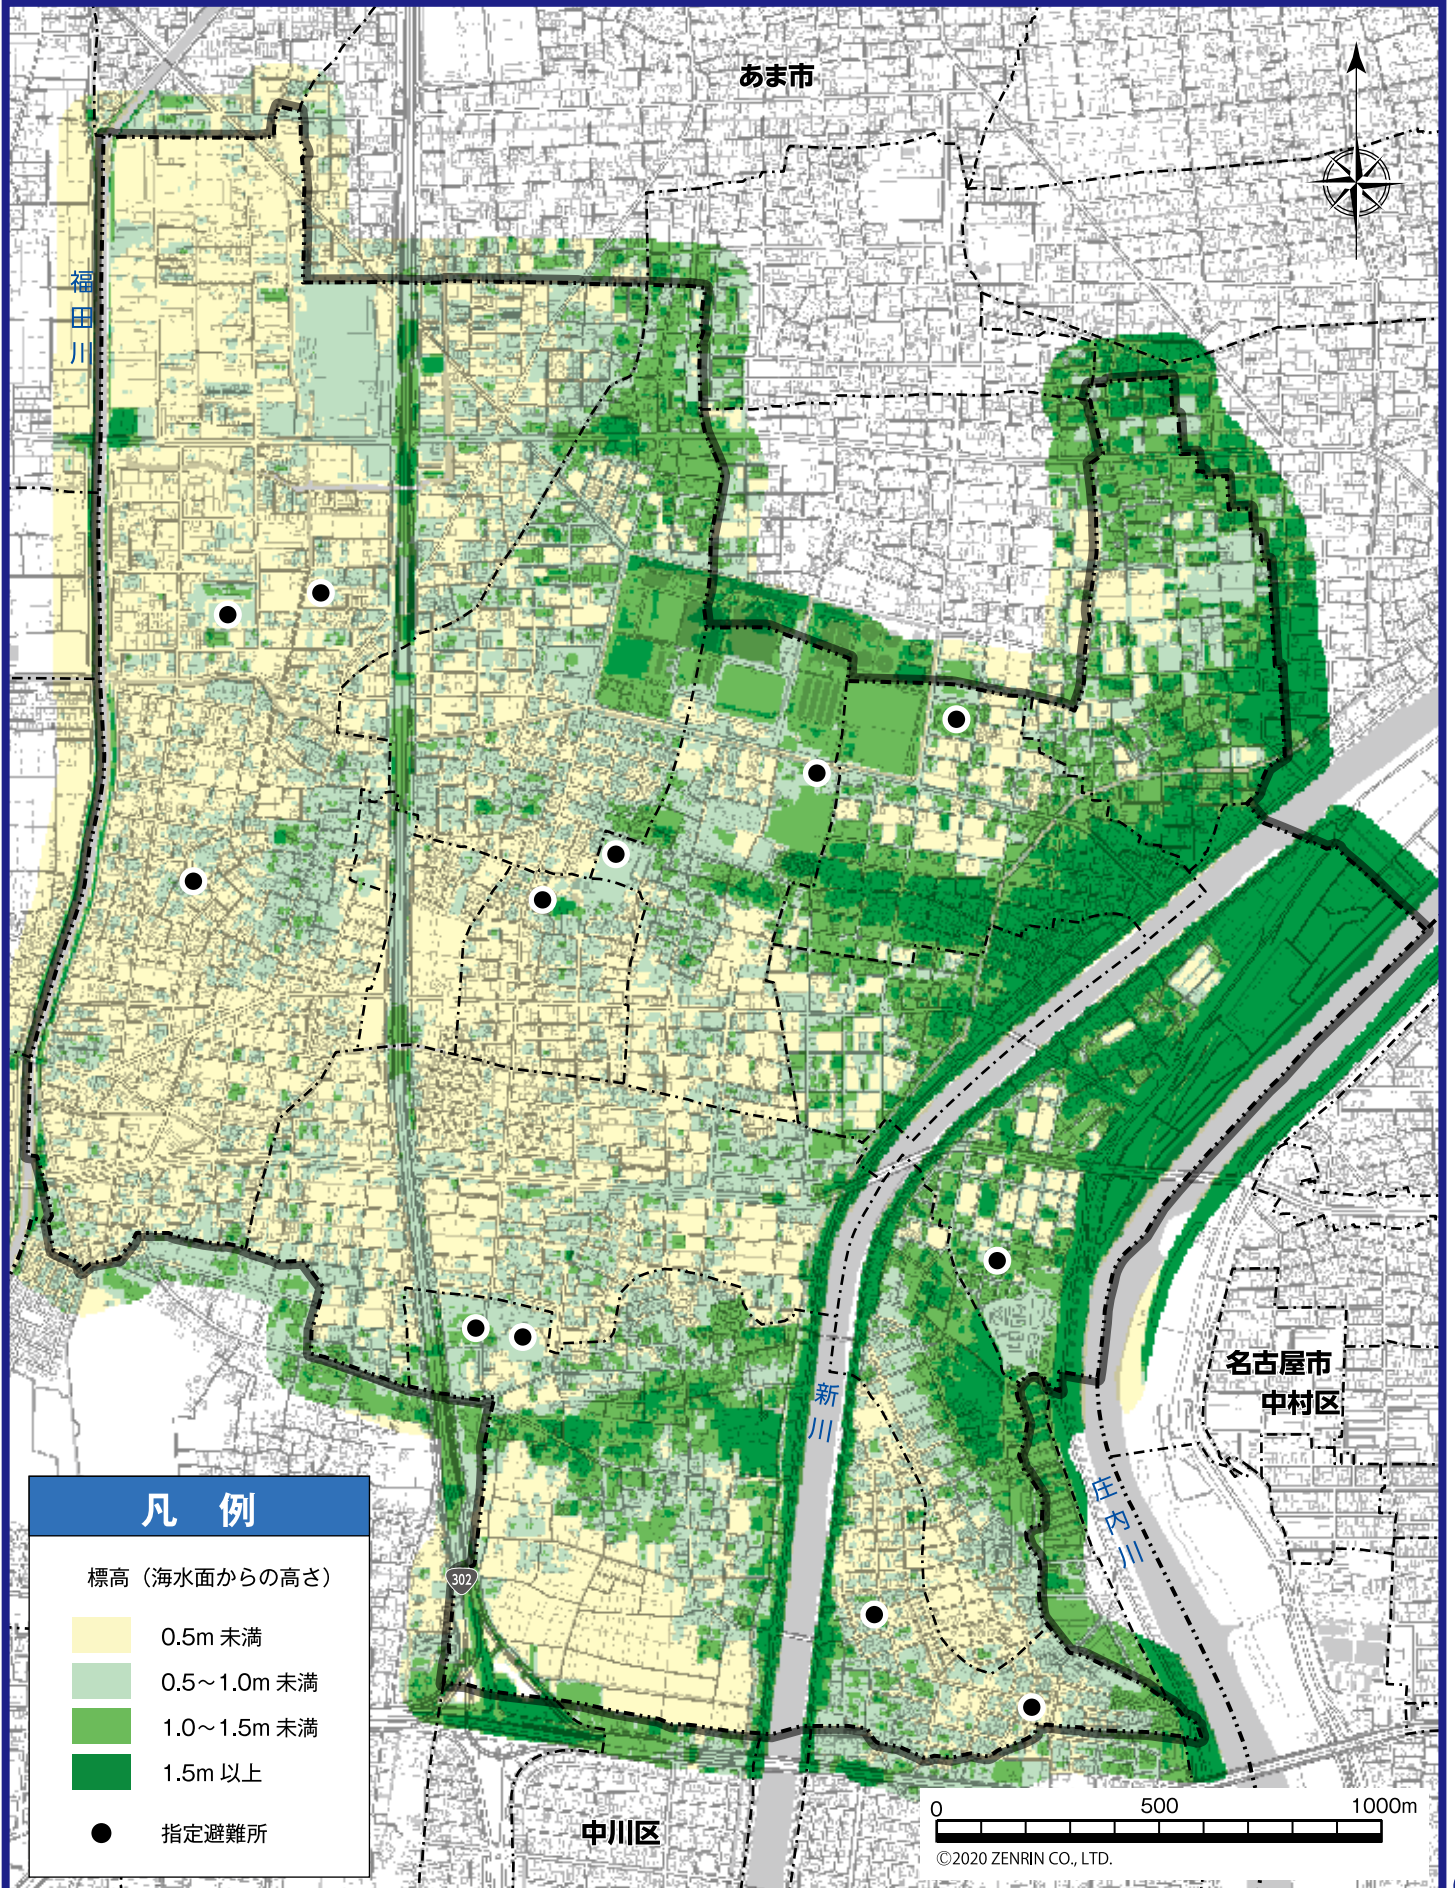 あま市
福田川
新川
名古屋市
中村区
庄内川
302
中川区
凡 例
標高（海水面からの高さ）
0.5m 未満
0.5～1.0m 未満
1.0～1.5m 未満
1.5m 以上
指定避難所
0 500 1000m
©2020 ZENRIN CO., LTD.